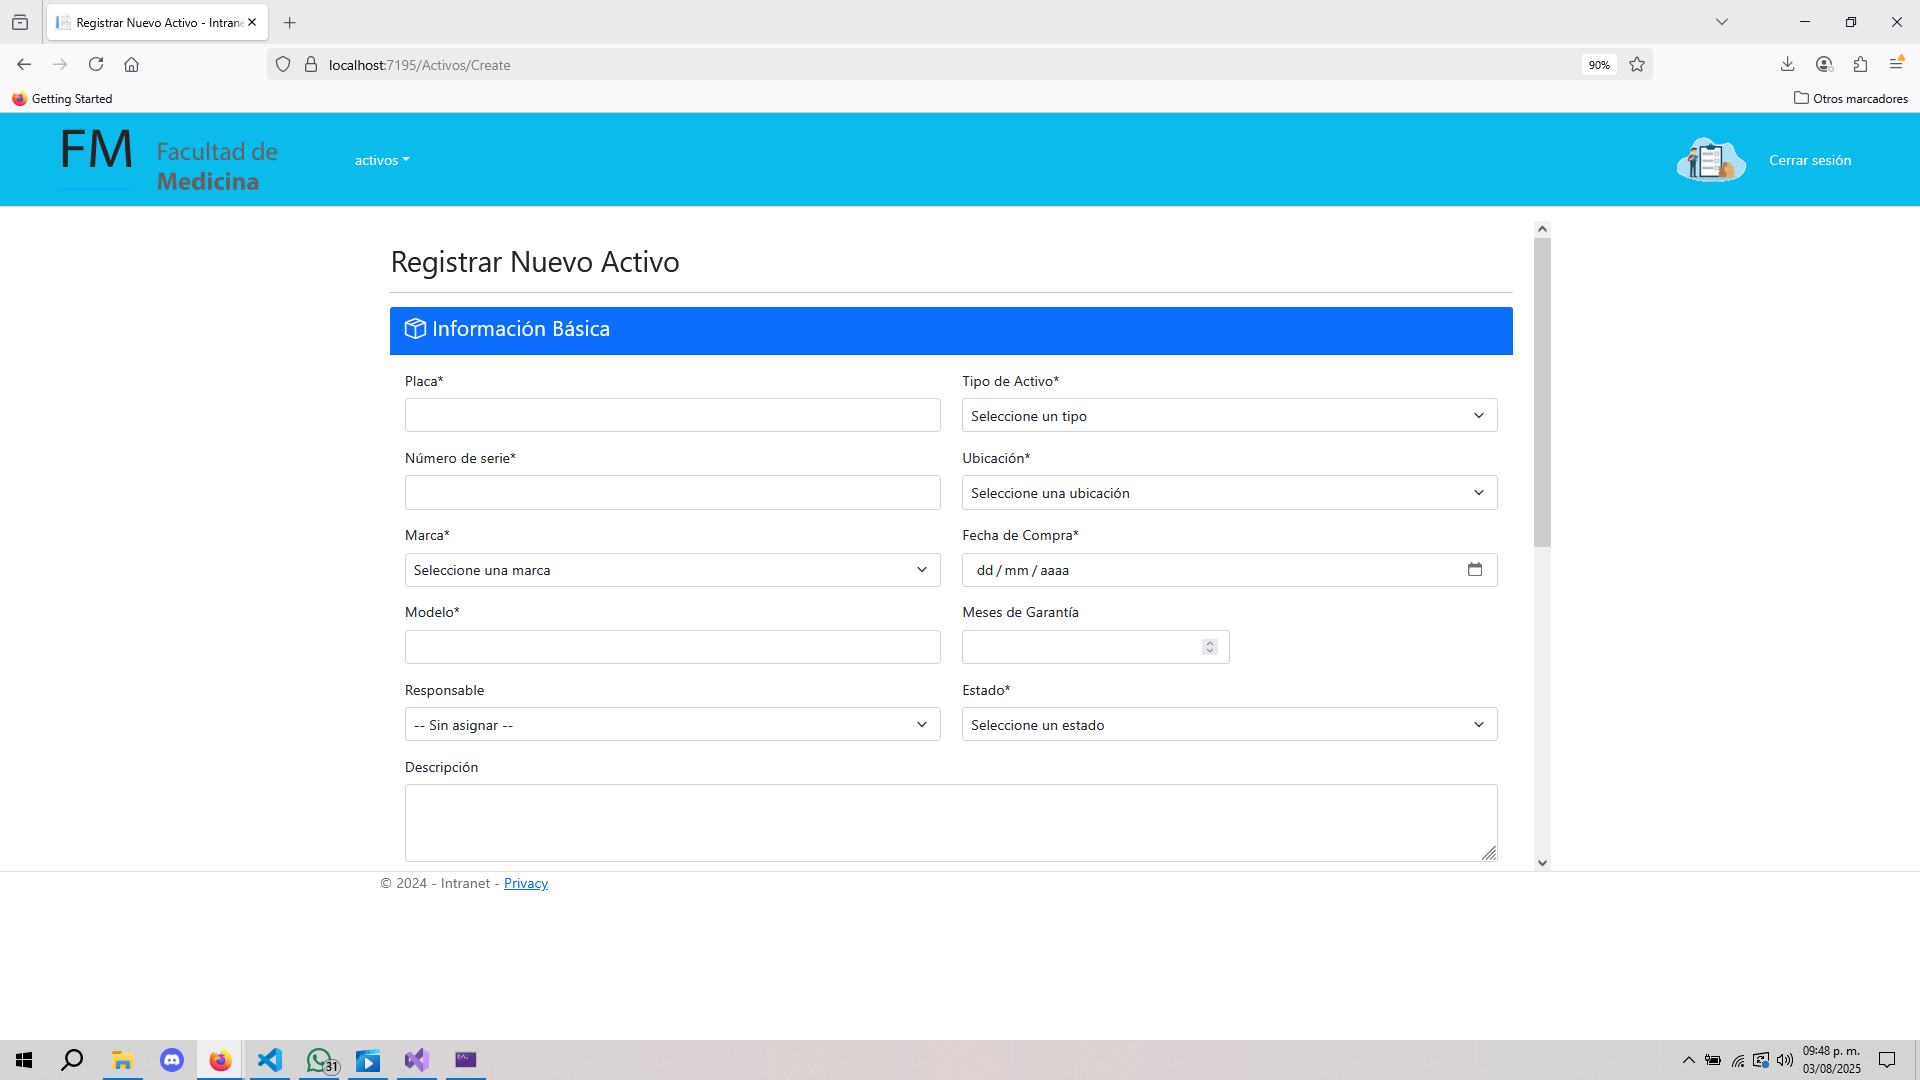 Registrar Nuevo Activo - Intran
localhost:7195/Activos/Create
90%
Getting Started
Otros marcadores
FM
Facultad de
Medicina
activos
Cerrar sesión
Registrar Nuevo Activo
Información Básica
Placa*
Tipo de Activo*
Seleccione un tipo
Número de serie*
Ubicación*
Seleccione una ubicación
Marca*
Fecha de Compra*
Seleccione una marca
dd / mm / aaaa
Modelo*
Meses de Garantía
Responsable
Estado*
-- Sin asignar --
Seleccione un estado
Descripción
© 2024 - Intranet - Privacy
31
09:48 p. m.
03/08/2025